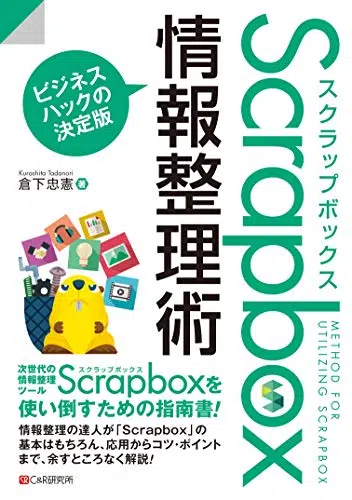 スクラップボックス
Scrapbox
METHOD FOR
UTILIZING SCRAPBOX
情報整理術
ビジネス
ハックの
決定版
Kurashita Tadanori
倉下忠憲 著
次世代の
情報整理
ツール
スクラップボックス
Scrapboxを
使い倒すための指南書!
情報整理の達人が「Scrapbox」の
基本はもちろん、応用からコツ・ポイント
まで、余すところなく解説!
C&R研究所